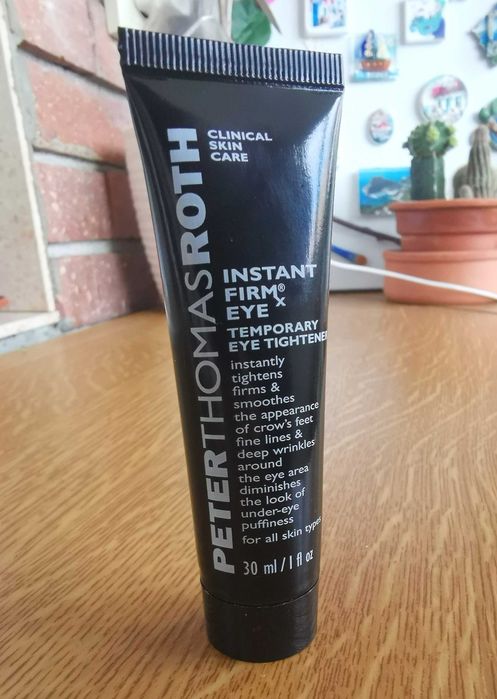 PETERTHOMASROTH
CLINICAL
SKIN
CARE
INSTANT
FIRM®x
EYE
TEMPORARY
EYE TIGHTENER
instantly
tightens
firms &
smoothes
the appearance
of crow's feet
fine lines &
deep wrinkles
around
the eye area
diminishes
the look of
under-eye
puffiness
for all skin types
30 ml / 1 fl oz